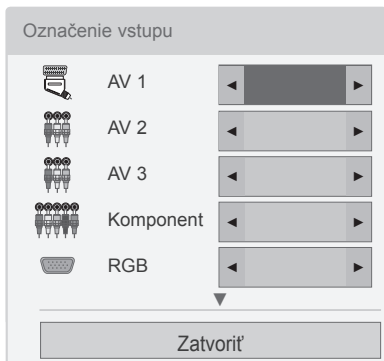 Označenie vstupu
AV 1
AV 2
AV 3
Komponent
RGB
Zatvoriť